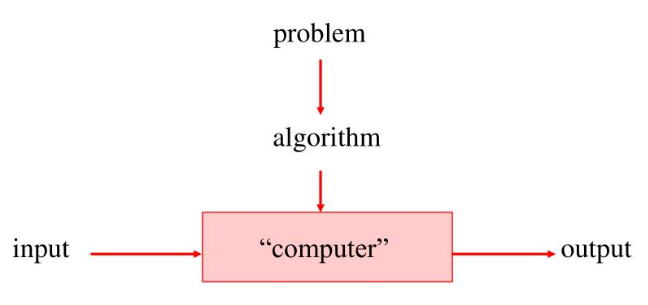 problem
algorithm
input
“computer”
output